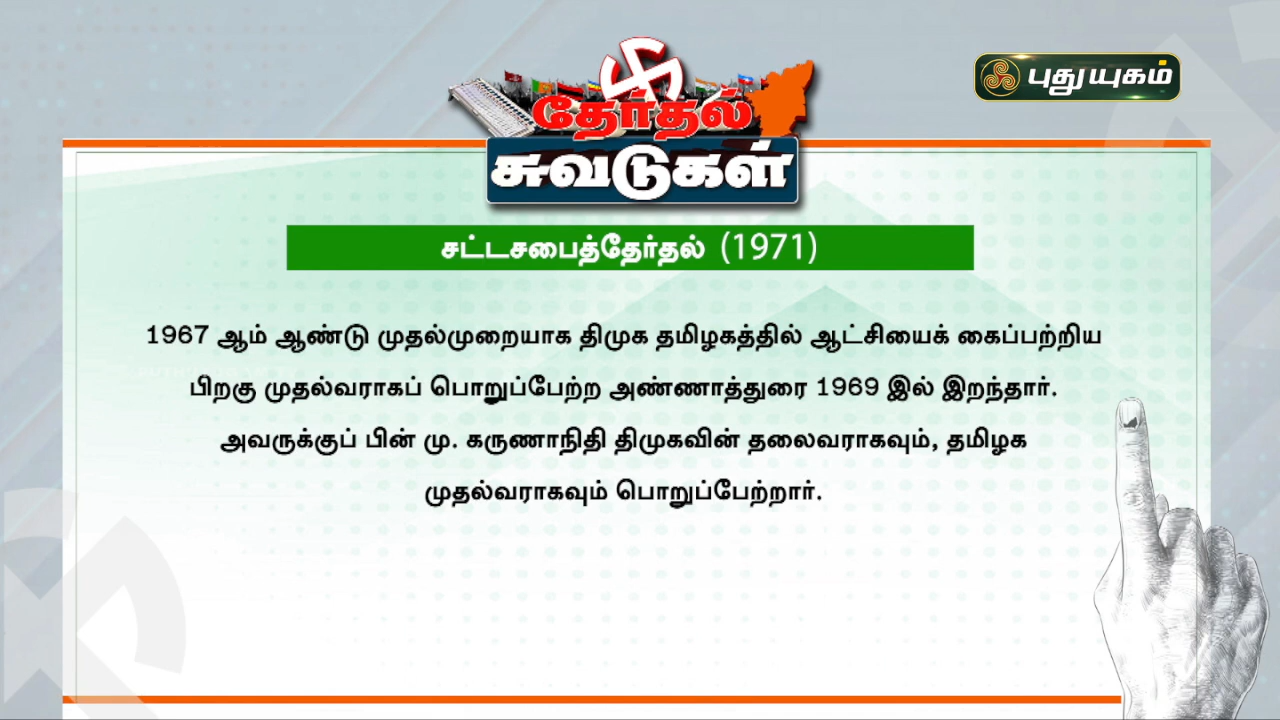 தேர்தல்
சுவடுகள்
புதுயுகம்
சட்டசபைத்தேர்தல் (1971)
1967 ஆம் ஆண்டு முதல்முறையாக திமுக தமிழகத்தில் ஆட்சியைக் கைப்பற்றிய
பிறகு முதல்வராகப் பொறுப்பேற்ற அண்ணாத்துரை 1969 இல் இறந்தார்.
அவருக்குப் பின் மு. கருணாநிதி திமுகவின் தலைவராகவும், தமிழக
முதல்வராகவும் பொறுப்பேற்றார்.